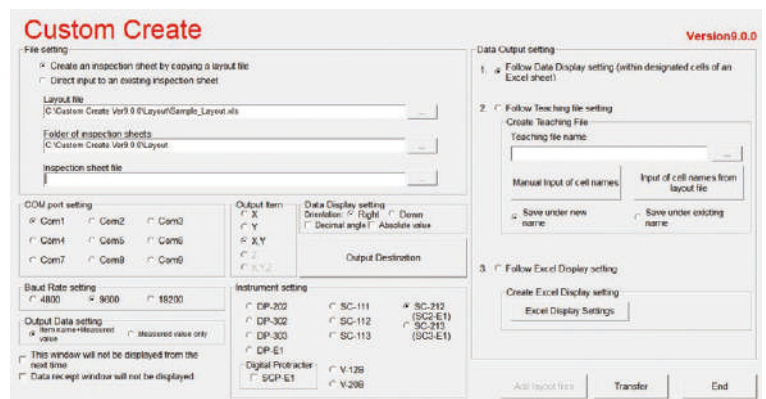 Custom Create
Version9.0.0
File setting
Create an inspection sheet by copying a layout file
Direct input to an existing inspection sheet
Layout file
C:\Custom Create Ver9.0.0\Layout\Sample_Layout.xls
...
Folder of inspection sheets
C:\Custom Create Ver9.0.0\Layout
...
Inspection sheet file
...
COM port setting
Com1 Com2 Com3
Com4 Com5 Com6
Com7 Com8 Com9
Output Item
X
Y
X,Y
Z
X,Y,Z
Data Display setting
Orientation: Right Down
Decimal angle Absolute value
Output Destination
Baud Rate setting
4800 9600 19200
Output Data setting
Item name+Measured
value
Measured value only
This window will not be displayed from the
next time
Data receipt window will not be displayed
Instrument setting
DP-202 SC-111 SC-212
(SC2-E1)
DP-302 SC-112 SC-213
(SC3-E1)
DP-303 SC-113
DP-E1
Digital Protracter
SCP-E1
V-12B
V-20B
Data Output setting
1. Follow Data Display setting (within designated cells of an
Excel sheet)
2. Follow Teaching file setting
Create Teaching File
Teaching file name
...
Manual Input of cell names
Input of cell names from
layout file
Save under new
name
Save under existing
name
3. Follow Excel Display setting
Create Excel Display setting
Excel Display Settings
Add layout files
Transfer
End